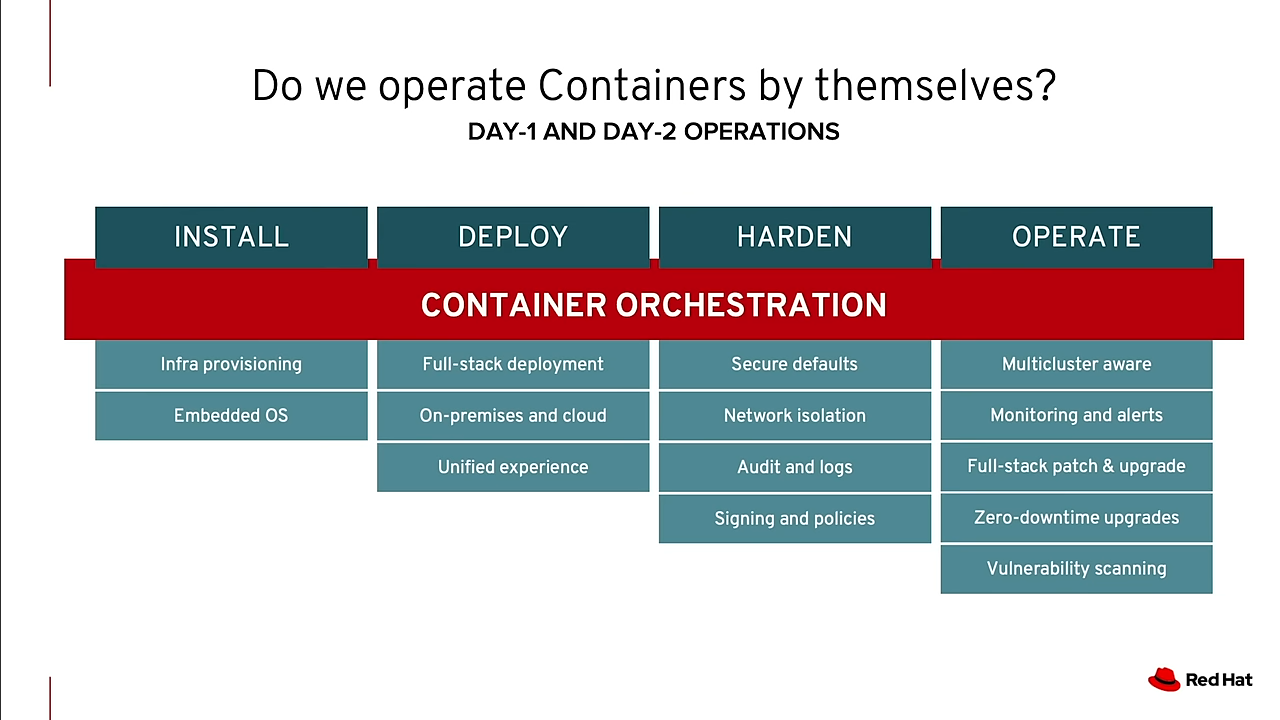 Do we operate Containers by themselves?
DAY-1 AND DAY-2 OPERATIONS
INSTALL
DEPLOY
HARDEN
OPERATE
CONTAINER ORCHESTRATION
Infra provisioning
Embedded OS
Full-stack deployment
On-premises and cloud
Unified experience
Secure defaults
Network isolation
Audit and logs
Signing and policies
Multicluster aware
Monitoring and alerts
Full-stack patch & upgrade
Zero-downtime upgrades
Vulnerability scanning
Red Hat